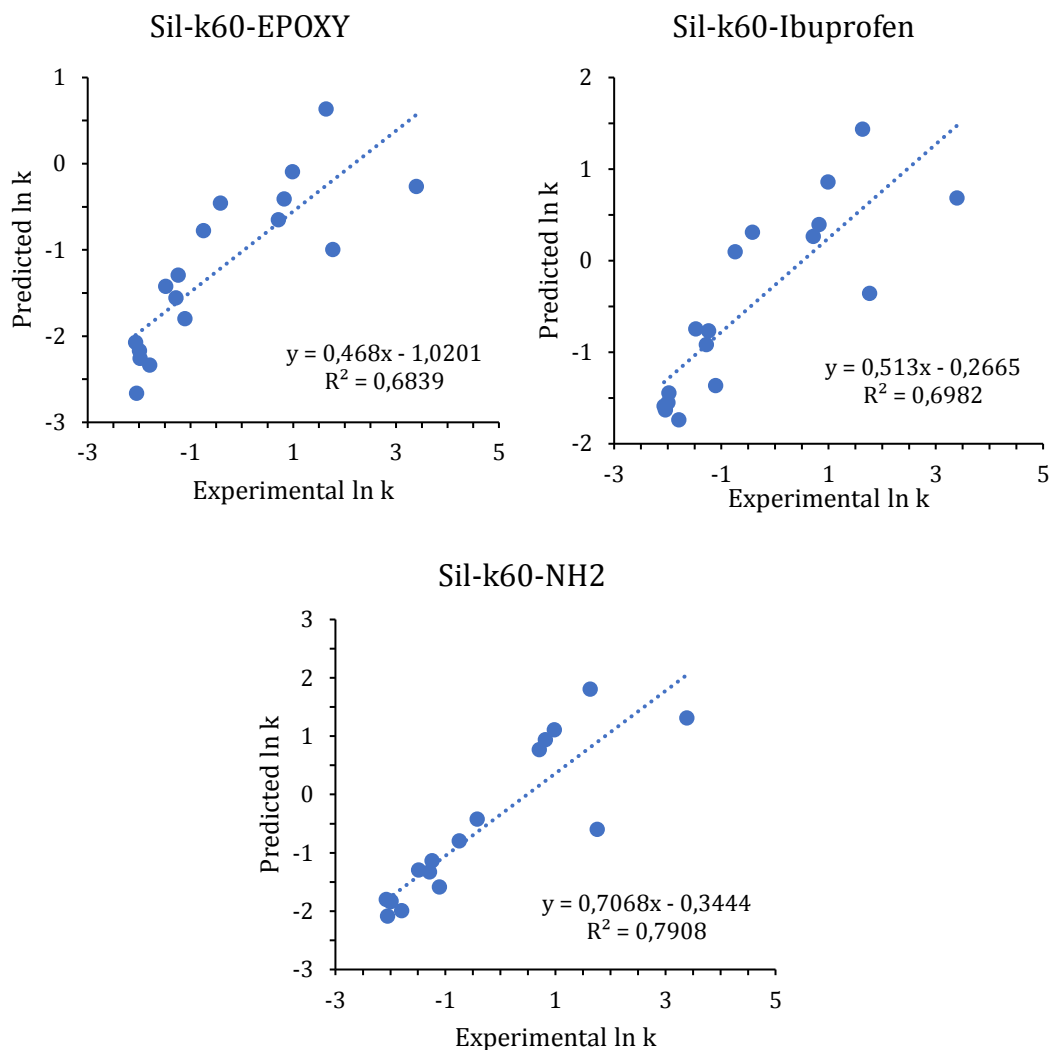 Sil-k60-EPOXY
1
0
-1
-2
-3
-3
-1
1
3
5
Predicted ln k
Experimental ln k
y = 0,468x - 1,0201
R² = 0,6839
Sil-k60-Ibuprofen
2
1
0
-1
-2
-3
-1
1
3
5
Predicted ln k
Experimental ln k
y = 0,513x - 0,2665
R² = 0,6982
Sil-k60-NH2
3
2
1
0
-1
-2
-3
-3
-1
1
3
5
Predicted ln k
Experimental ln k
y = 0,7068x - 0,3444
R² = 0,7908